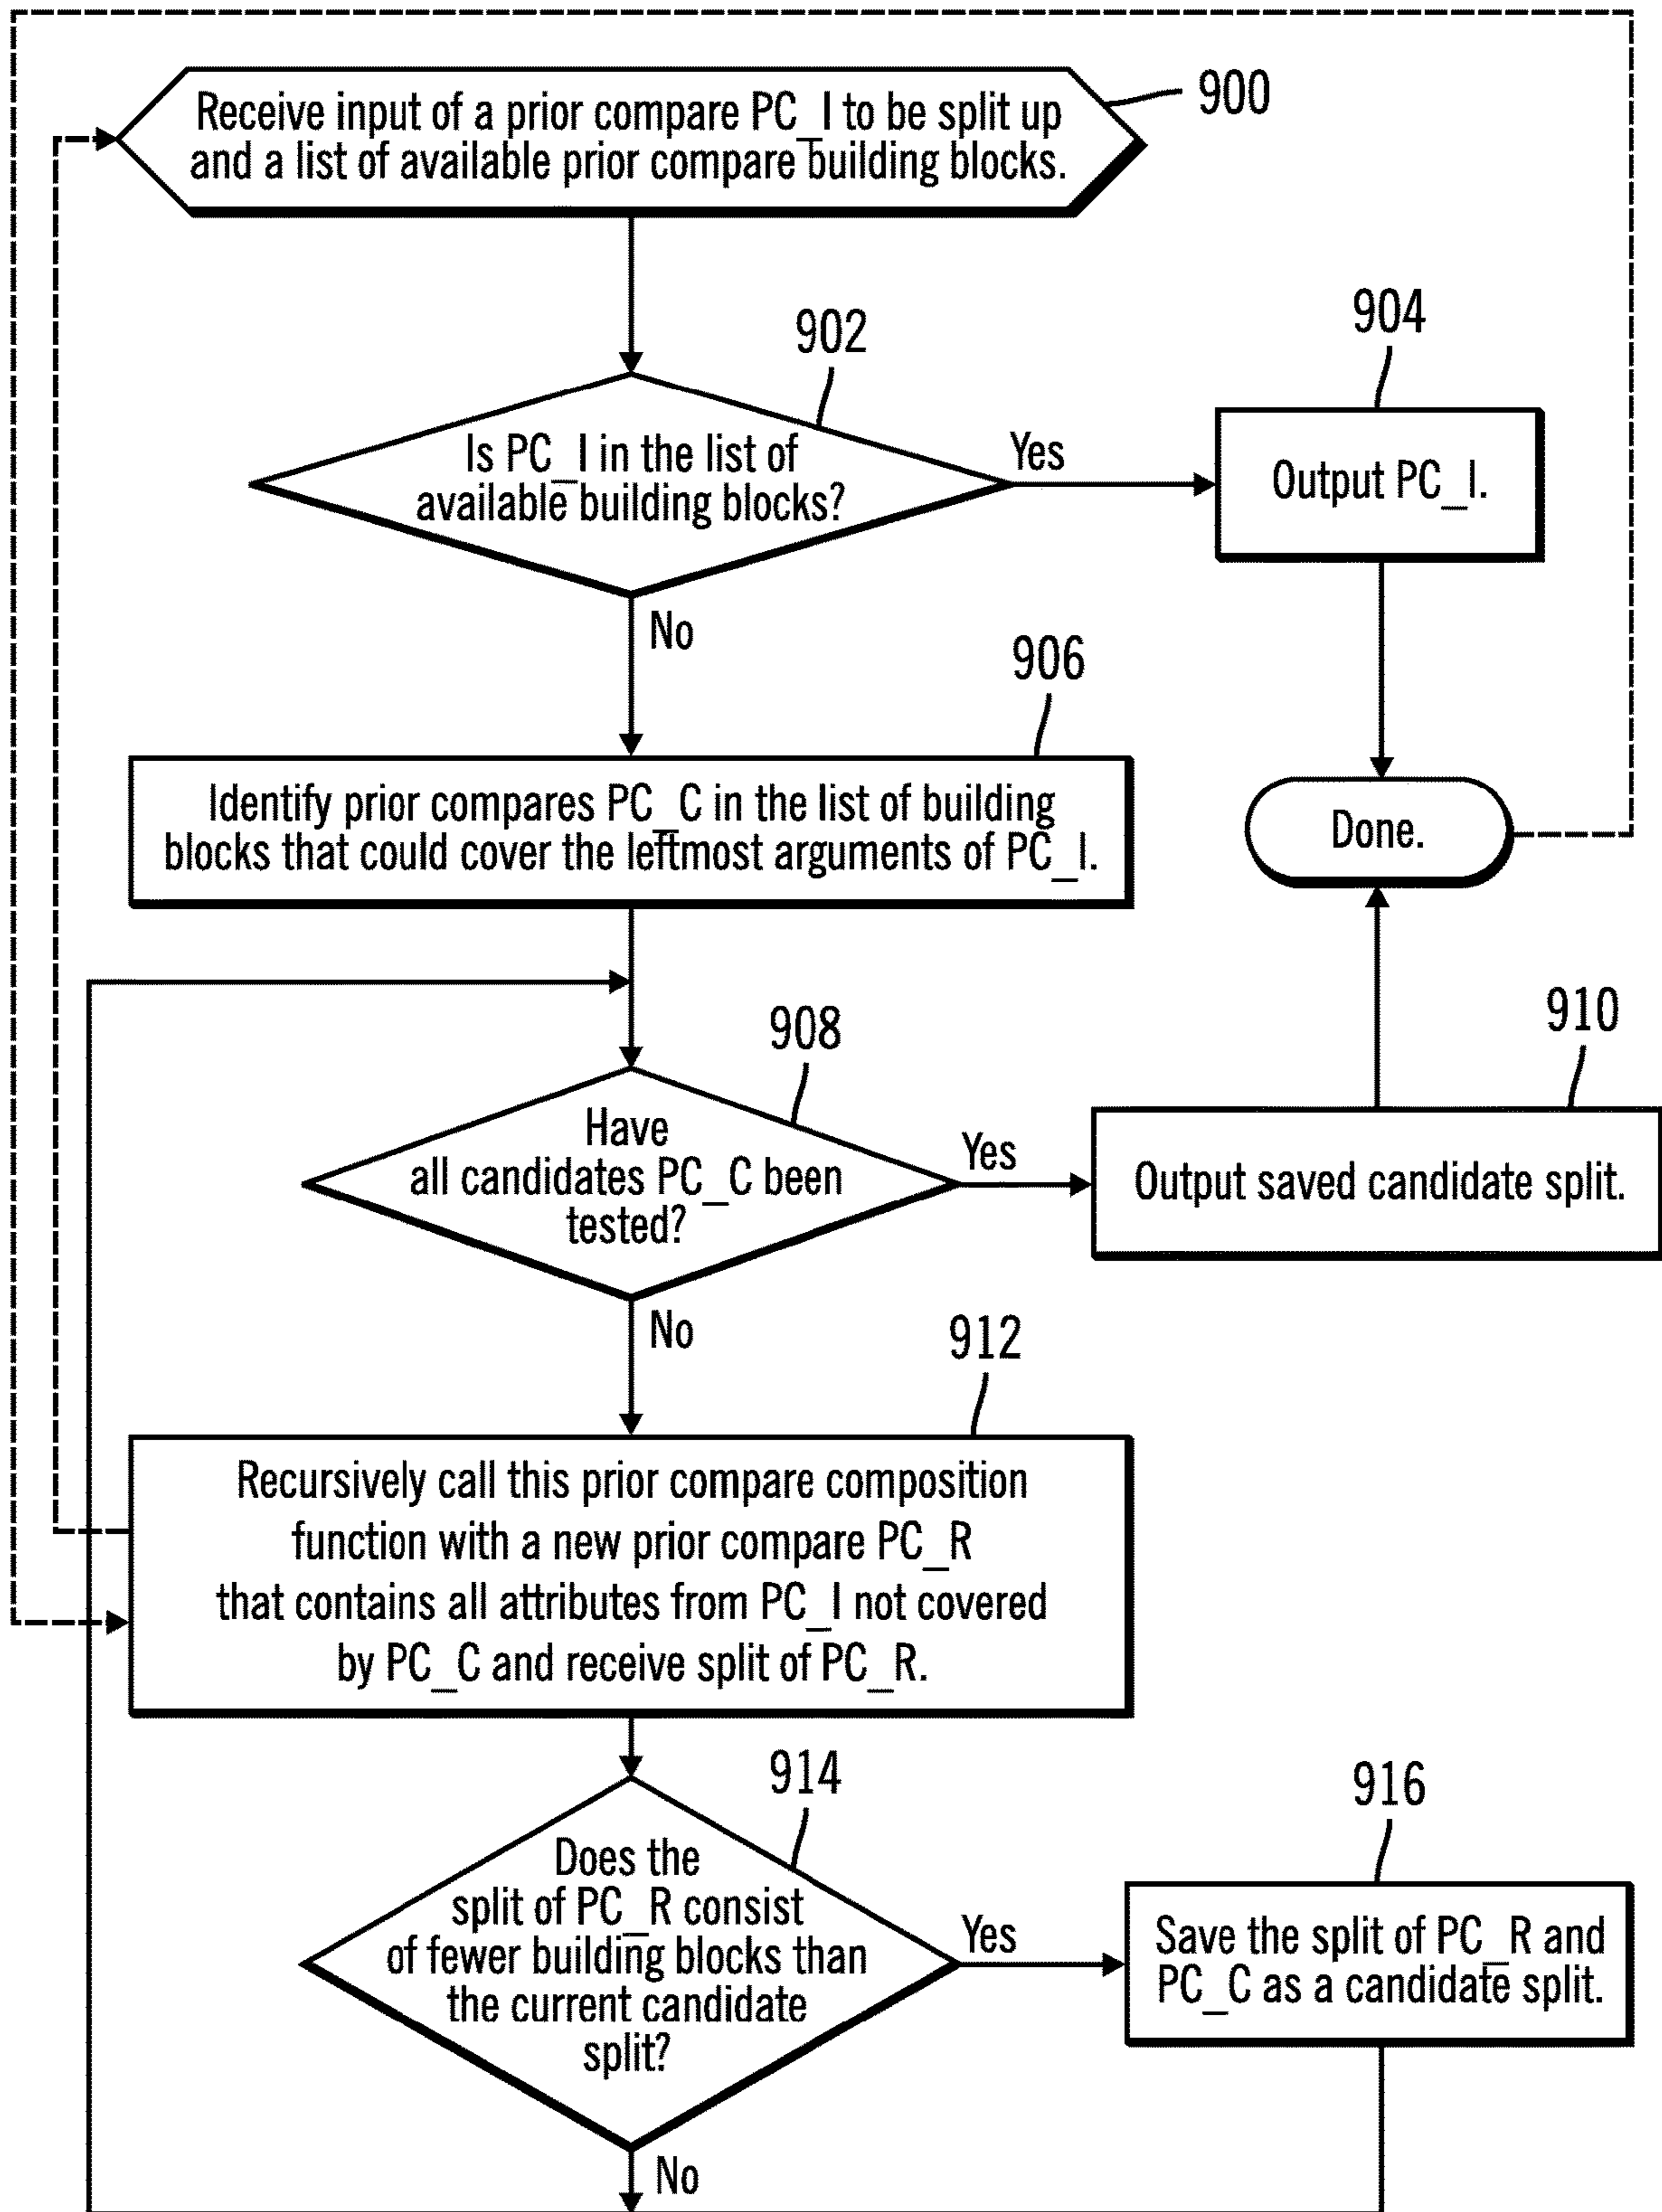 Receive input of a prior compare PC_I to be split up
and a list of available prior compare building blocks.
900
902
904
Is PC_I in the list of
available building blocks?
Yes
Output PC_I.
No
906
Identify prior compares PC_C in the list of building
blocks that could cover the leftmost arguments of PC_I.
Done.
908
910
Have
all candidates PC_C been
tested?
Yes
Output saved candidate split.
No
912
Recursively call this prior compare composition
function with a new prior compare PC_R
that contains all attributes from PC_I not covered
by PC_C and receive split of PC_R.
914
916
Does the
split of PC_R consist
of fewer building blocks than
the current candidate
split?
Yes
Save the split of PC_R and
PC_C as a candidate split.
No